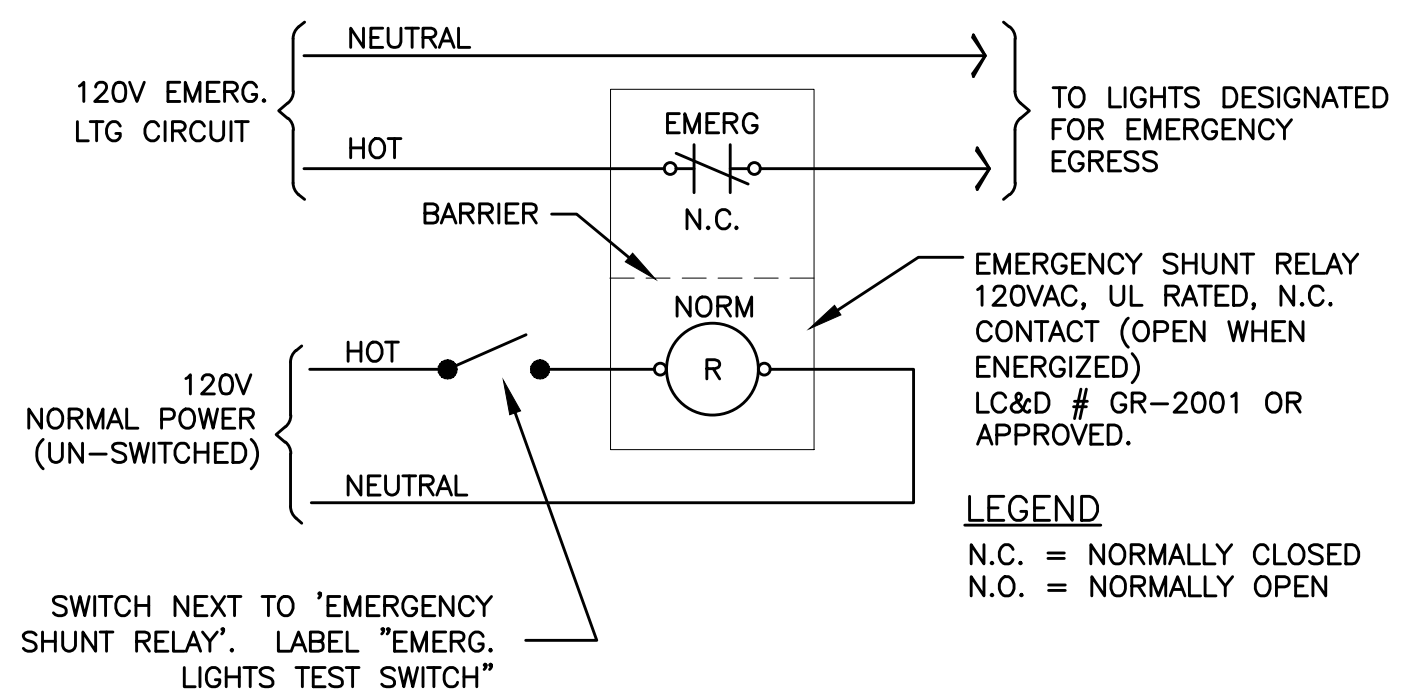 NEUTRAL
120V EMERG.
LTG CIRCUIT
HOT
EMERG
N.C.
TO LIGHTS DESIGNATED
FOR EMERGENCY
EGRESS
BARRIER
EMERGENCY SHUNT RELAY
120VAC, UL RATED, N.C.
CONTACT (OPEN WHEN
ENERGIZED)
LC&D # GR-2001 OR
APPROVED.
NORM
R
HOT
120V
NORMAL POWER
(UN-SWITCHED)
NEUTRAL
LEGEND
N.C. = NORMALLY CLOSED
N.O. = NORMALLY OPEN
SWITCH NEXT TO 'EMERGENCY
SHUNT RELAY'. LABEL "EMERG.
LIGHTS TEST SWITCH"